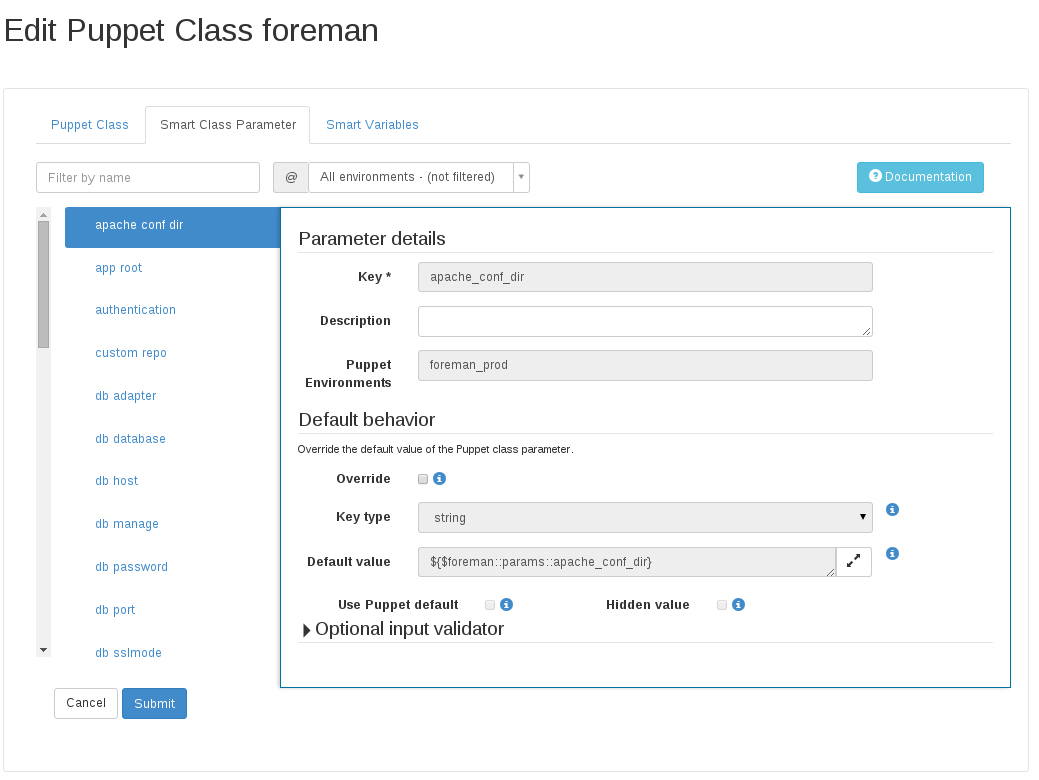 Edit Puppet Class foreman
Puppet Class
Smart Class Parameter
Smart Variables
Filter by name
@
All environments - (not filtered)
Documentation
apache conf dir
app root
authentication
custom repo
db adapter
db database
db host
db manage
db password
db port
db sslmode
Parameter details
Key *
apache_conf_dir
Description
Puppet
Environments
foreman_prod
Default behavior
Override the default value of the Puppet class parameter.
Override
Key type
string
Default value
${$foreman::params::apache_conf_dir}
Use Puppet default
Hidden value
Optional input validator
Cancel
Submit